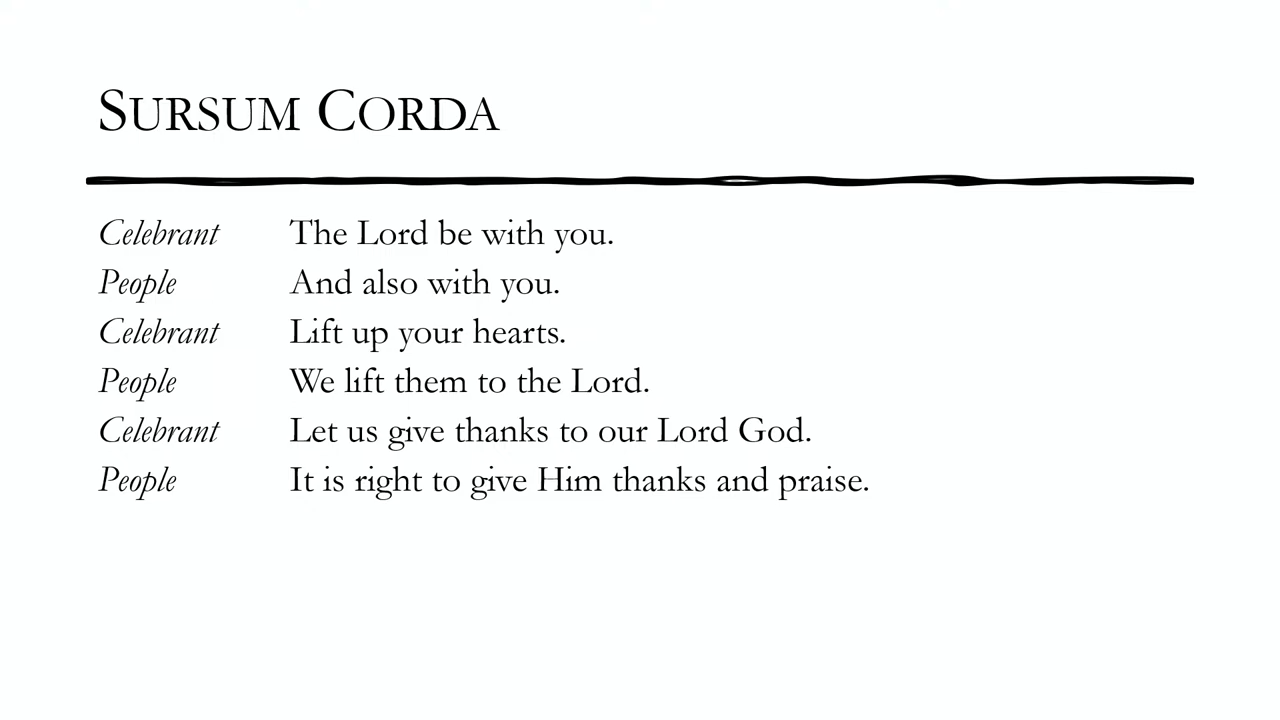 SURSUM CORDA
Celebrant The Lord be with you.
People And also with you.
Celebrant Lift up your hearts.
People We lift them to the Lord.
Celebrant Let us give thanks to our Lord God.
People It is right to give Him thanks and praise.